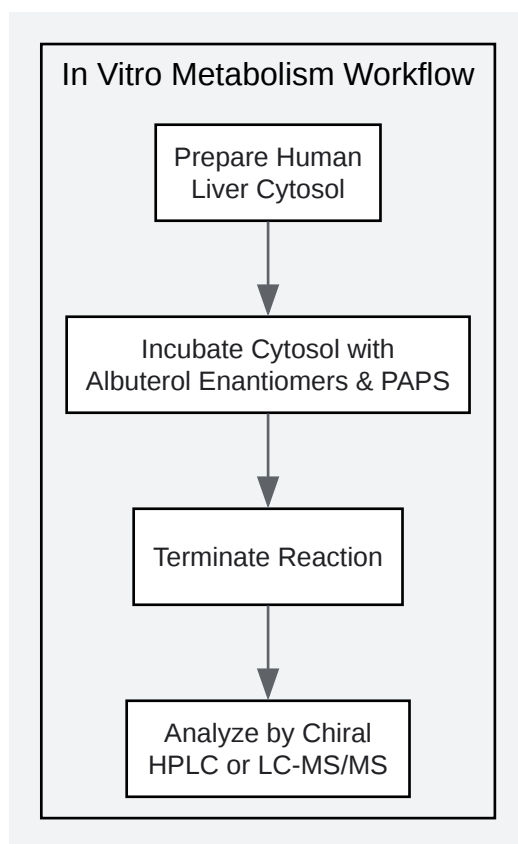 In Vitro Metabolism Workflow
Prepare Human
Liver Cytosol
Incubate Cytosol with
Albuterol Enantiomers & PAPS
Terminate Reaction
Analyze by Chiral
HPLC or LC-MS/MS